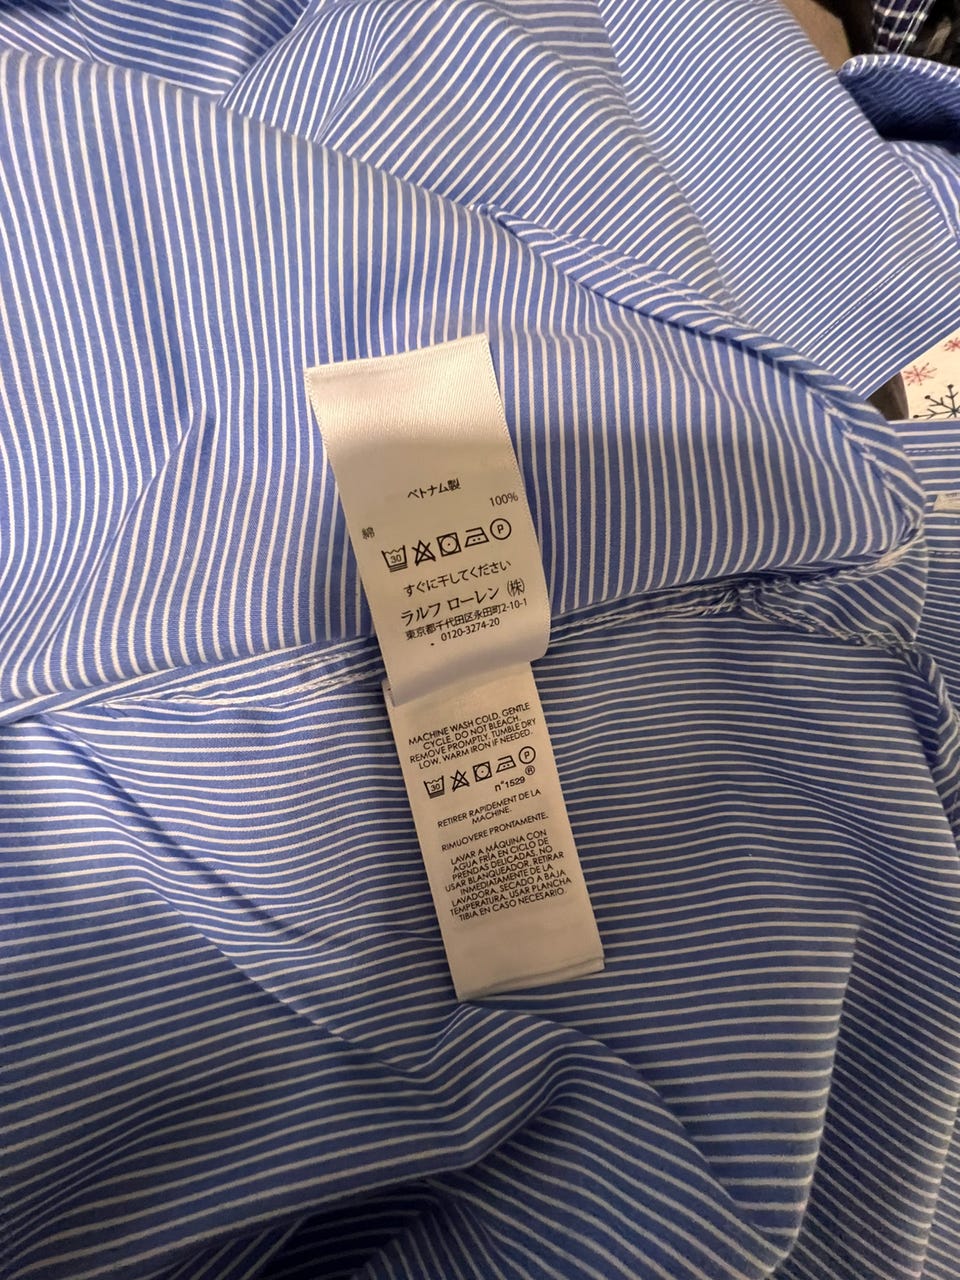 ベトナム製
綿 100%
30 P
すぐに干してください
ラルフ ローレン (株)
東京都千代田区永田町2-10-1
0120-3274-20
MACHINE WASH COLD, GENTLE
CYCLE. DO NOT BLEACH.
REMOVE PROMPTLY, TUMBLE DRY
LOW. WARM IRON IF NEEDED.
30 P
n°1529 ®
RETIRER RAPIDEMENT DE LA
MACHINE.
RIMUOVERE PRONTAMENTE.
LAVAR A MÁQUINA CON
AGUA FRÍA EN CICLO DE
PRENDAS DELICADAS. NO
USAR BLANQUEADOR. RETIRAR
INMEDIATAMENTE DE LA
LAVADORA. SECADO A BAJA
TEMPERATURA. USAR PLANCHA
TIBIA EN CASO NECESARIO.